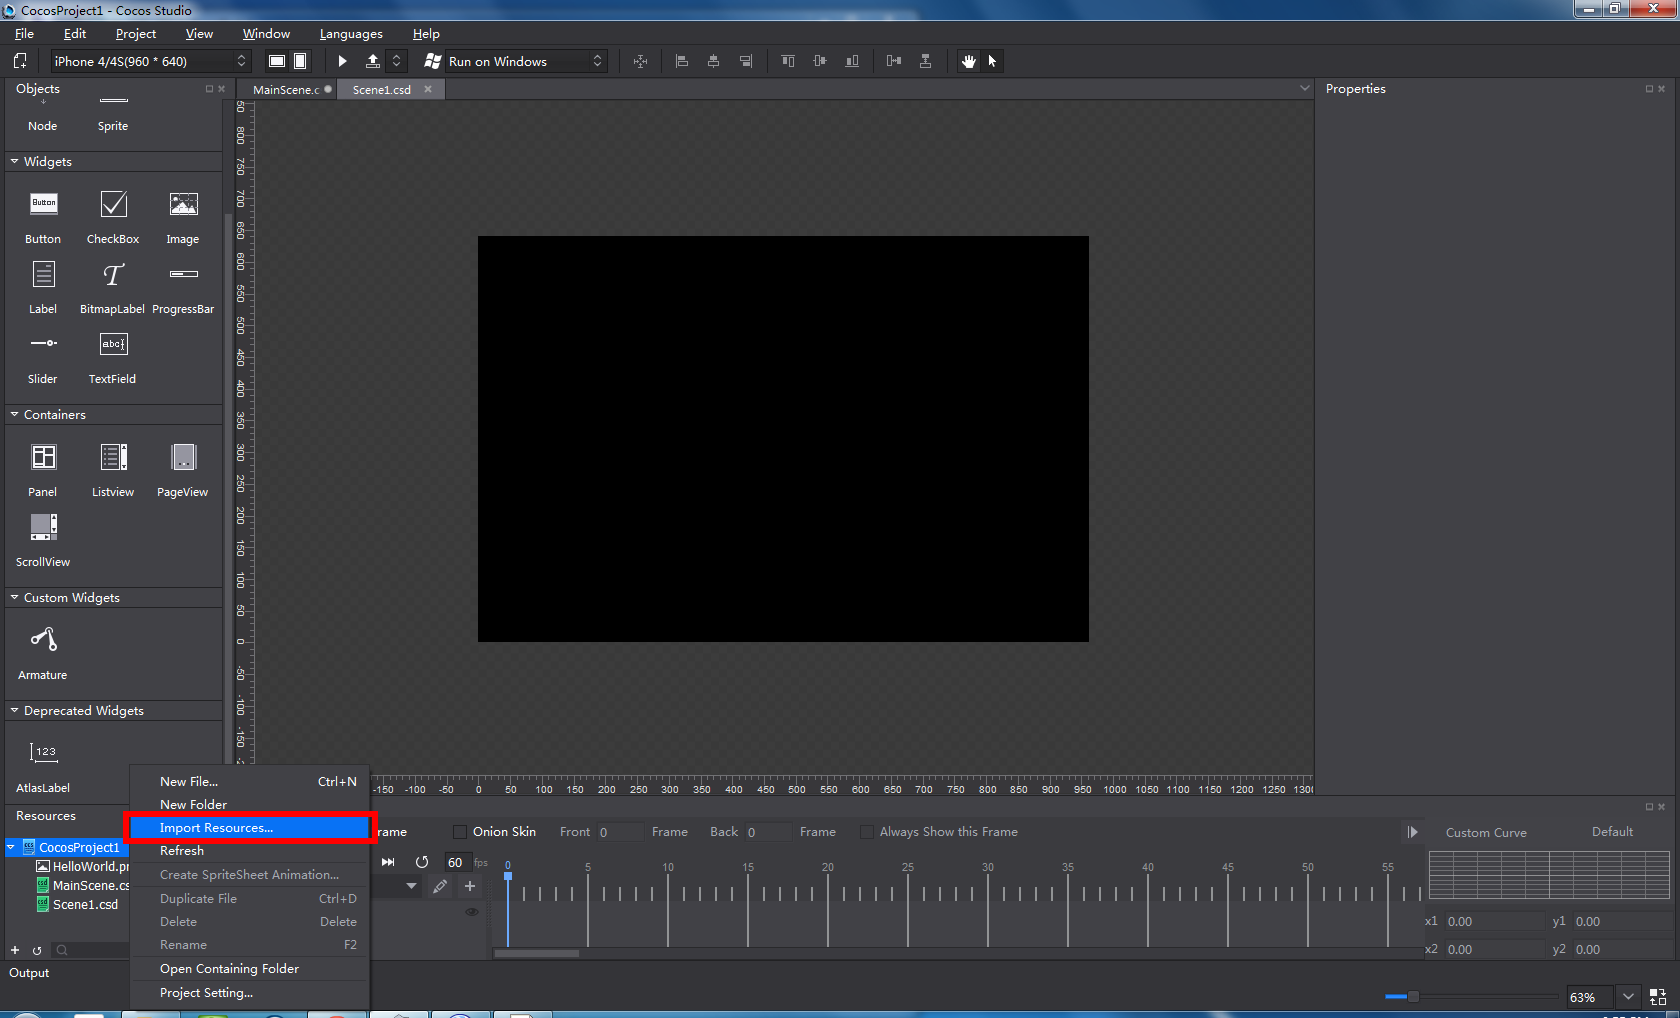 CocosProject1 - Cocos Studio
File Edit Project View Window Languages Help
iPhone 4/4S(960 * 640) Run on Windows
Objects
MainScene.c Scene1.csd
Properties
Node Sprite
Widgets
Button
Button CheckBox Image
Label BitmapLabel ProgressBar
abc
Slider TextField
Containers
Panel Listview PageView
ScrollView
Custom Widgets
Armature
Deprecated Widgets
123
AtlasLabel
50 800 750 700 650 600 550 500 450 400 350 300 250 200 150 100 50 0 -50 -100 -150 -2
-150 -100 -50 0 50 100 150 200 250 300 350 400 450 500 550 600 650 700 750 800 850 900 950 1000 1050 1100 1150 1200 1250 1300
Resources
CocosProject1
HelloWorld.pr
MainScene.cs
Scene1.csd
New File... Ctrl+N
New Folder
Import Resources...
Refresh
Create SpriteSheet Animation...
Duplicate File Ctrl+D
Delete Delete
Rename F2
Open Containing Folder
Project Setting...
rame Onion Skin Front 0 Frame Back 0 Frame Always Show this Frame
60 fps
0 5 10 15 20 25 30 35 40 45 50 55
Custom Curve Default
x1 0.00 y1 0.00
x2 0.00 y2 0.00
Output
63%